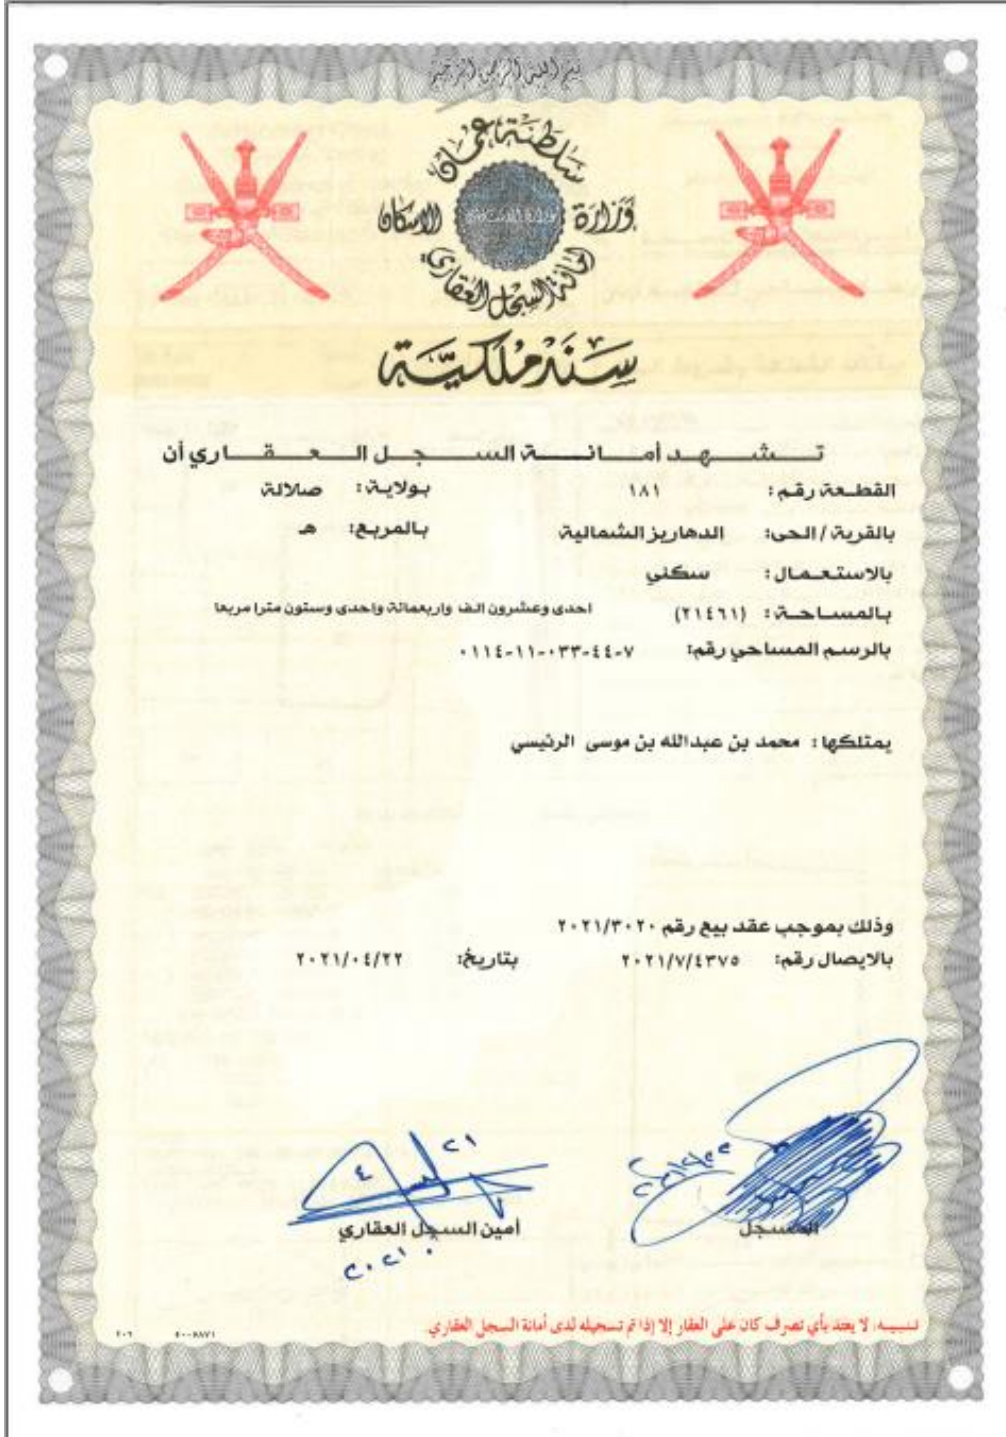 بسم الله الرحمن الرحيم
سلطنة عمان
وزارة الاسكان
أمانة السجل العقاري
سند ملكية
تشهد أمانة السجل العقاري أن
القطعة رقم: ١٨١ بولاية: صلالة
بالقرية / الحى: الدهاريز الشمالية بالمربع: هـ
بالاستعمال: سكني
بالمساحة: (٢١٤٦١) احدى وعشرون الف واربعمائة واحدى وستون مترا مربعا
بالرسم المساحي رقم: ٠١١٤-١١-٠٣٣-٤٤-٧
يمتلكها: محمد بن عبدالله بن موسى الرئيسي
وذلك بموجب عقد بيع رقم ٢٠٢١/٣٠٢٠
بالايصال رقم: ٢٠٢١/٧/٤٣٧٥ بتاريخ: ٢٠٢١/٠٤/٢٢
المسجل
أمين السجل العقاري
٢٠٢١
تنبيه: لا يعتد بأي تصرف كان على العقار إلا إذا تم تسجيله لدى أمانة السجل العقاري.